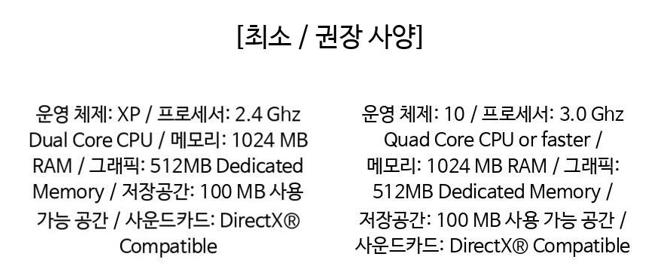 [최소 / 권장 사양]
운영 체제: XP / 프로세서: 2.4 Ghz
Dual Core CPU / 메모리: 1024 MB
RAM / 그래픽: 512MB Dedicated
Memory / 저장공간: 100 MB 사용
가능 공간 / 사운드카드: DirectX®
Compatible
운영 체제: 10 / 프로세서: 3.0 Ghz
Quad Core CPU or faster /
메모리: 1024 MB RAM / 그래픽:
512MB Dedicated Memory /
저장공간: 100 MB 사용 가능 공간 /
사운드카드: DirectX® Compatible